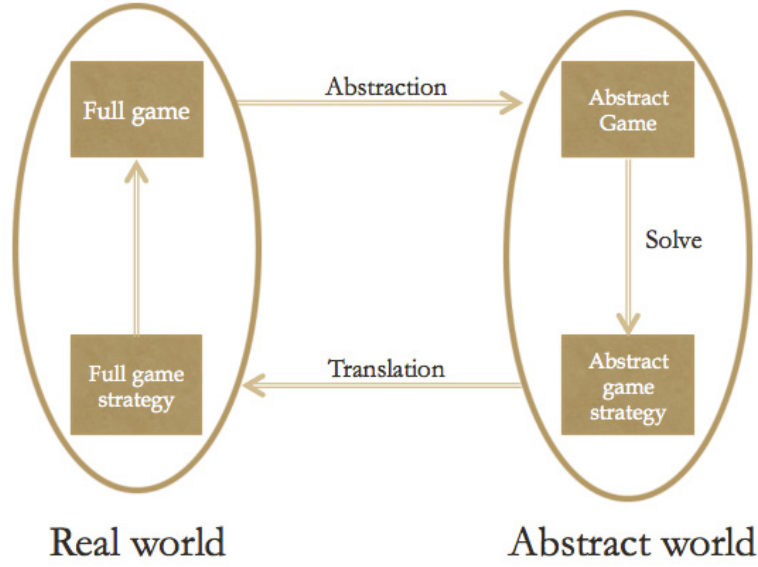 Full game
Abstraction
Abstract
Game
Solve
Full game
strategy
Translation
Abstract
game
strategy
Real world
Abstract world